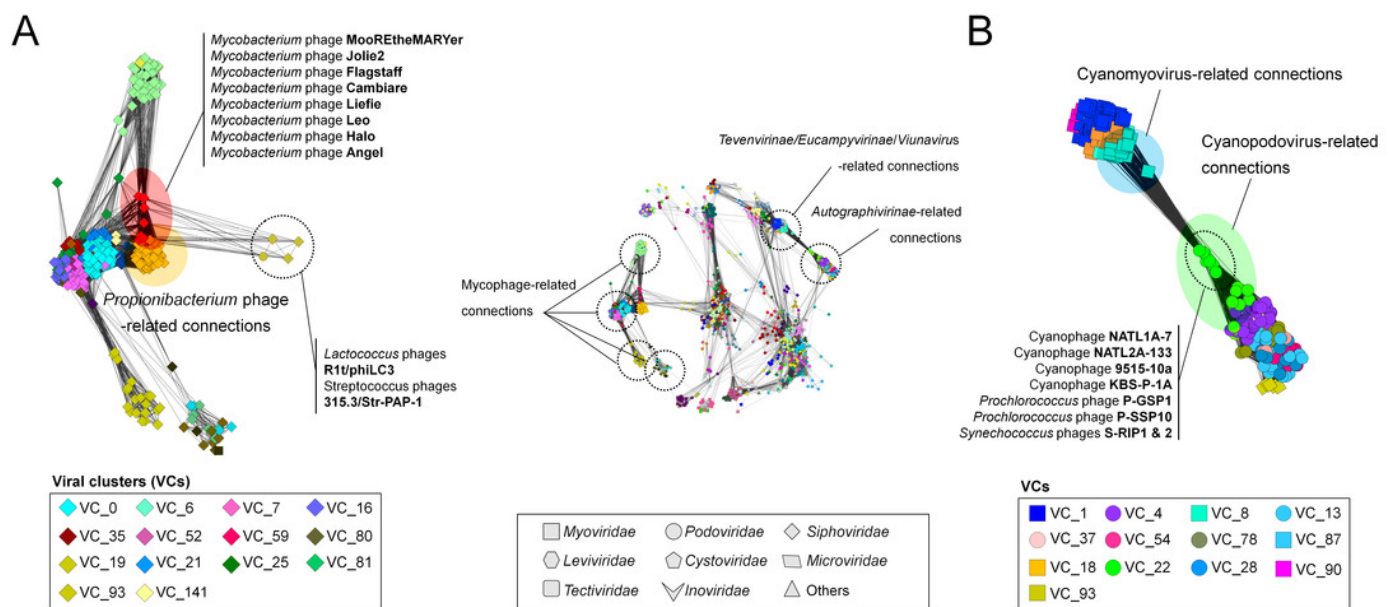 A
Mycobacterium phage MooREtheMARYer
Mycobacterium phage Jolie2
Mycobacterium phage Flagstaff
Mycobacterium phage Cambiare
Mycobacterium phage Liefie
Mycobacterium phage Leo
Mycobacterium phage Halo
Mycobacterium phage Angel
Propionibacterium phage
-related connections
Lactococcus phages
R1t/phiLC3
Streptococcus phages
315.3/Str-PAP-1
Viral clusters (VCs)
VC_0 VC_6 VC_7 VC_16
VC_35 VC_52 VC_59 VC_80
VC_19 VC_21 VC_25 VC_81
VC_93 VC_141
Tevenvirinae/Eucampyvirinae/Viunavirus
-related connections
Autographivirinae-related
connections
Mycophage-related
connections
Myoviridae Podoviridae Siphoviridae
Leviviridae Cystoviridae Microviridae
Tectiviridae Inoviridae Others
B
Cyanomyovirus-related connections
Cyanopodovirus-related
connections
Cyanophage NATL1A-7
Cyanophage NATL2A-133
Cyanophage 9515-10a
Cyanophage KBS-P-1A
Prochlorococcus phage P-GSP1
Prochlorococcus phage P-SSP10
Synechococcus phages S-RIP1 & 2
VCs
VC_1 VC_4 VC_8 VC_13
VC_37 VC_54 VC_78 VC_87
VC_18 VC_22 VC_28 VC_90
VC_93